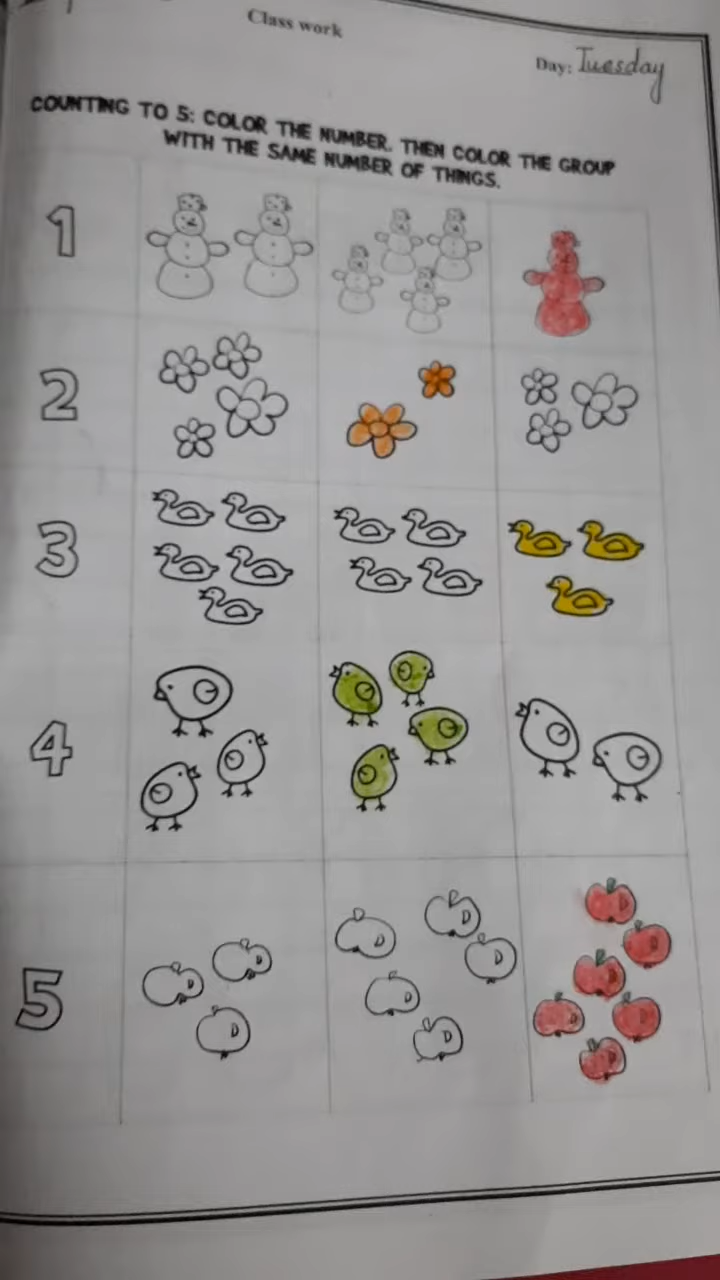 Class work
Day: Tuesday
COUNTING TO 5: COLOR THE NUMBER. THEN COLOR THE GROUP
WITH THE SAME NUMBER OF THINGS.
1
2
3
4
5